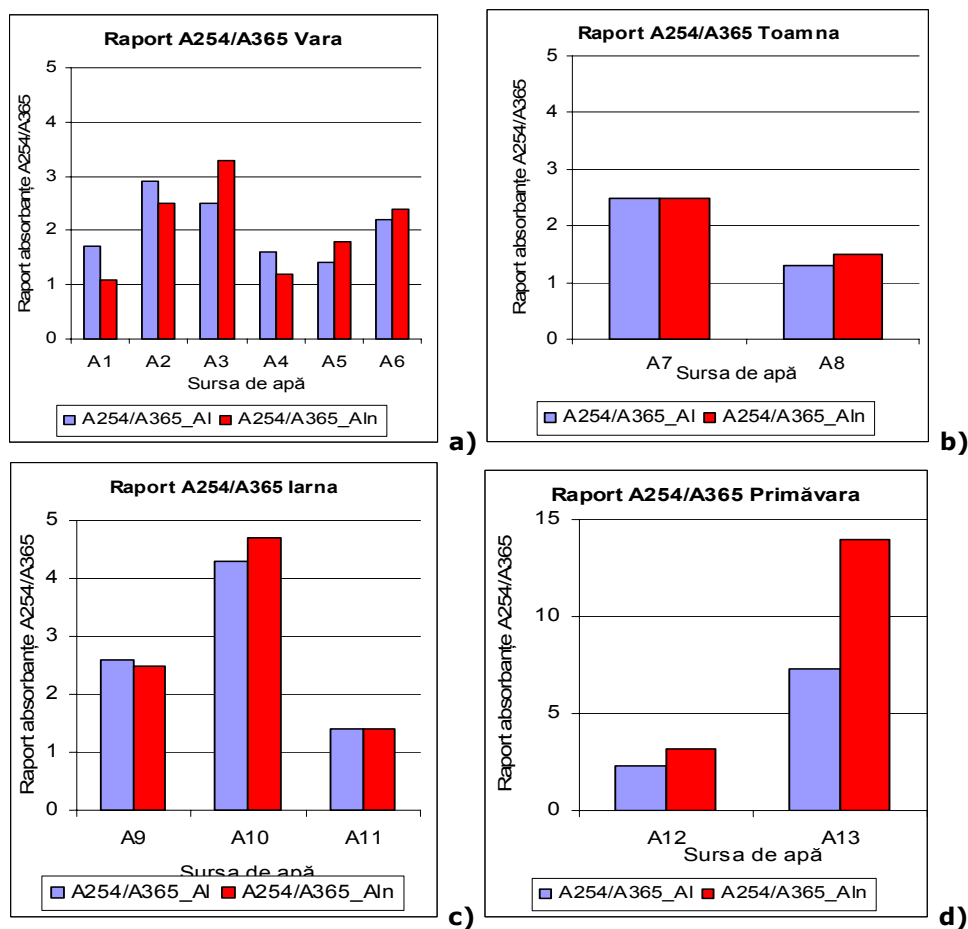 Raport A254/A365 Vara
Raport absorbanțe A254/A365
5
4
3
2
1
0
A1 A2 A3 A4 A5 A6
Sursa de apă
A254/A365_Al A254/A365_Aln
a)
Raport A254/A365 Toamna
Raport absorbanțe A254/A365
5
4
3
2
1
0
A7 A8
Sursa de apă
A254/A365_Al A254/A365_Aln
b)
Raport A254/A365 Iarna
Raport absorbanțe A254/A365
5
4
3
2
1
0
A9 A10 A11
Sursa de apă
A254/A365_Al A254/A365_Aln
c)
Raport A254/A365 Primăvara
Raport absorbanțe A254/A365
15
10
5
0
A12 A13
Sursa de apă
A254/A365_Al A254/A365_Aln
d)